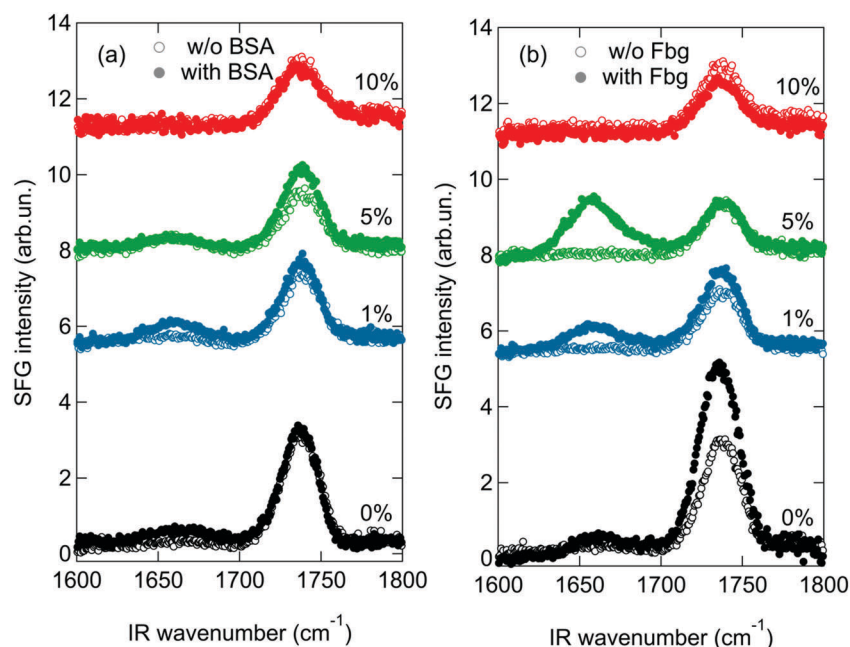 (a) w/o BSA
with BSA
10%
5%
1%
0%
14
12
10
8
6
4
2
0
SFG intensity (arb.un.)
1600 1650 1700 1750 1800
IR wavenumber (cm⁻¹)
(b) w/o Fbg
with Fbg
10%
5%
1%
0%
14
12
10
8
6
4
2
0
SFG intensity (arb.un.)
1600 1650 1700 1750 1800
IR wavenumber (cm⁻¹)